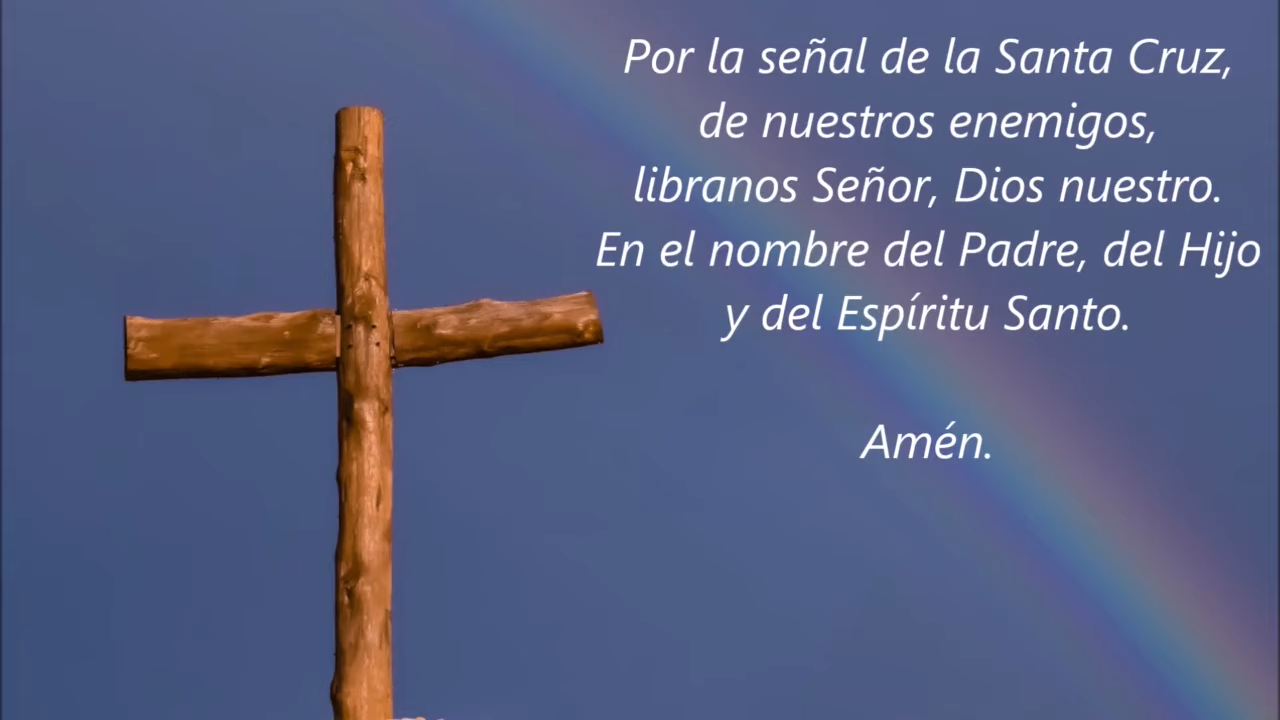 Por la señal de la Santa Cruz,
de nuestros enemigos,
libranos Señor, Dios nuestro.
En el nombre del Padre, del Hijo
y del Espíritu Santo.
Amén.